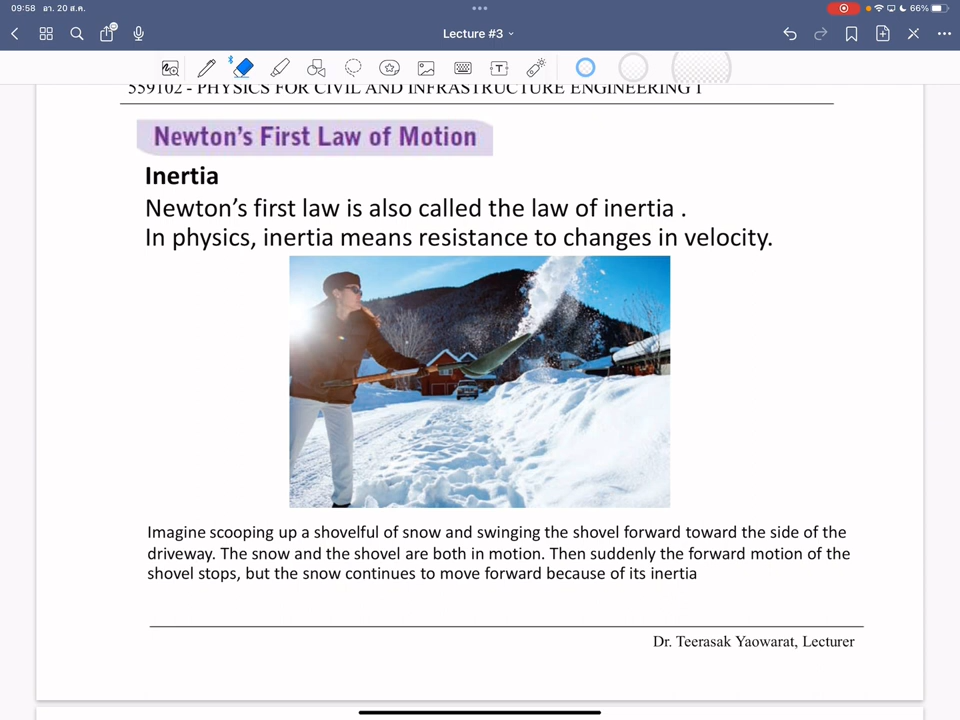 09:58 อา. 20 ส.ค.
66%
Lecture #3
559102 - PHYSICS FOR CIVIL AND INFRASTRUCTURE ENGINEERING I
Newton's First Law of Motion
Inertia
Newton's first law is also called the law of inertia .
In physics, inertia means resistance to changes in velocity.
Imagine scooping up a shovelful of snow and swinging the shovel forward toward the side of the
driveway. The snow and the shovel are both in motion. Then suddenly the forward motion of the
shovel stops, but the snow continues to move forward because of its inertia
Dr. Teerasak Yaowarat, Lecturer